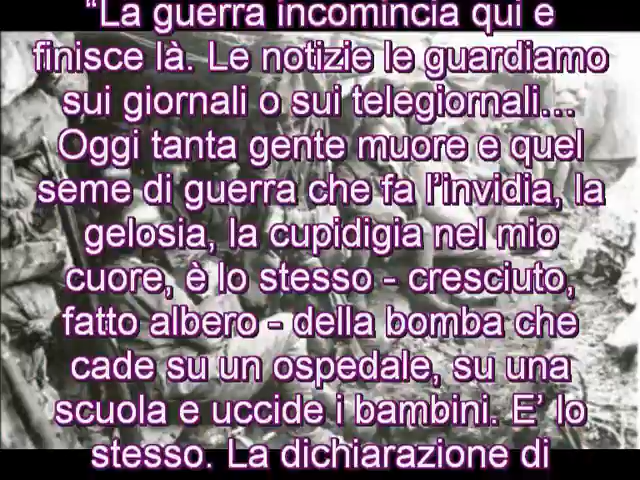 “La guerra incomincia qui e
finisce là. Le notizie le guardiamo
sui giornali o sui telegiornali...
Oggi tanta gente muore e quel
seme di guerra che fa l’invidia, la
gelosia, la cupidigia nel mio
cuore, è lo stesso - cresciuto,
fatto albero - della bomba che
cade su un ospedale, su una
scuola e uccide i bambini. E’ lo
stesso. La dichiarazione di